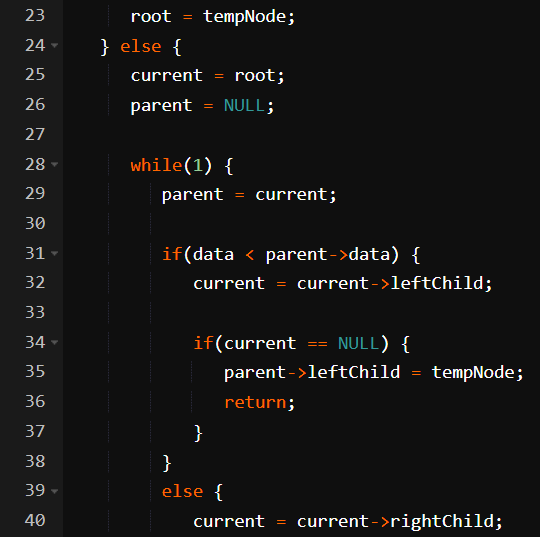 23 root = tempNode;
24 } else {
25 current = root;
26 parent = NULL;
27
28 while(1) {
29 parent = current;
30
31 if(data < parent->data) {
32 current = current->leftChild;
33
34 if(current == NULL) {
35 parent->leftChild = tempNode;
36 return;
37 }
38 }
39 else {
40 current = current->rightChild;